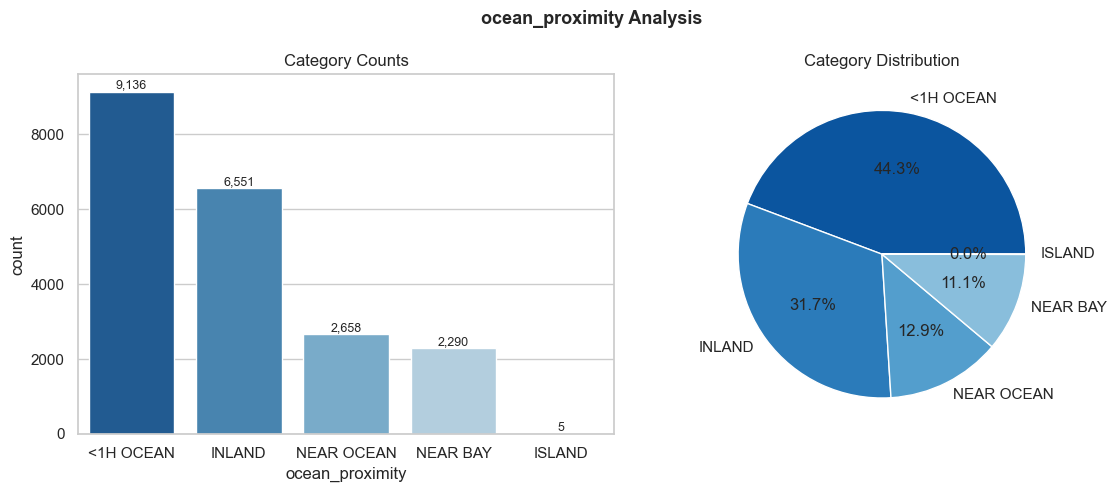 ocean_proximity Analysis
Category Counts
count
8000
6000
4000
2000
0
9,136
6,551
2,658
2,290
5
<1H OCEAN
INLAND
NEAR OCEAN
NEAR BAY
ISLAND
ocean_proximity
Category Distribution
<1H OCEAN
44.3%
0.0%
ISLAND
11.1%
NEAR BAY
31.7%
12.9%
INLAND
NEAR OCEAN